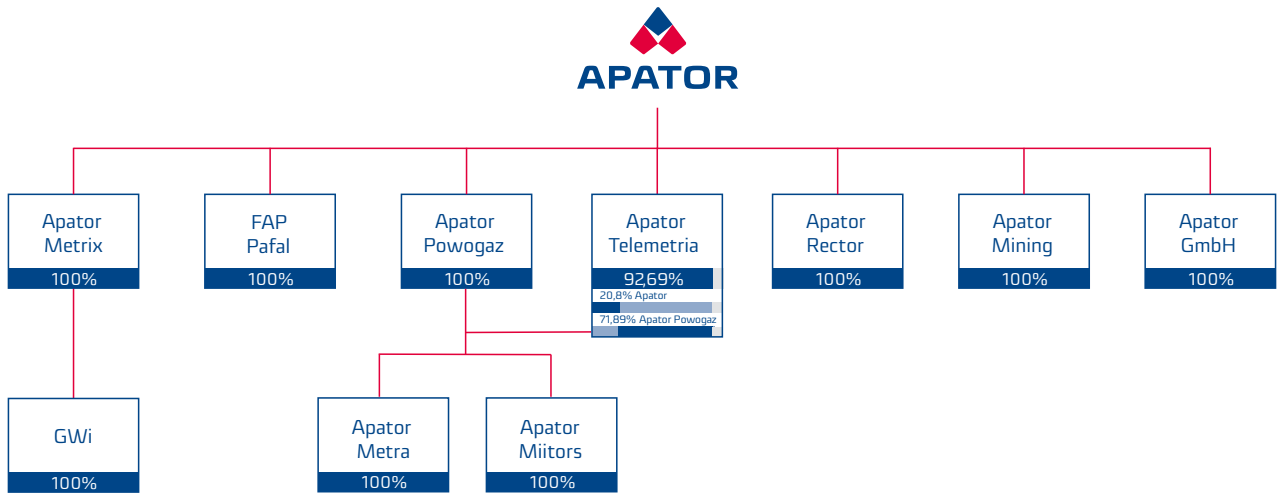 APATOR
Apator
Metrix
100%
FAP
Pafal
100%
Apator
Powogaz
100%
Apator
Telemetria
92,69%
20,8% Apator
71,89% Apator Powogaz
Apator
Rector
100%
Apator
Mining
100%
Apator
GmbH
100%
GWi
100%
Apator
Metra
100%
Apator
Miitors
100%